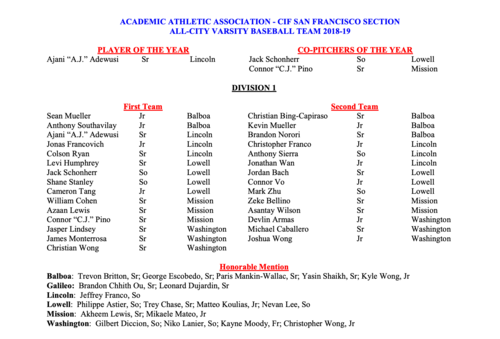 ACADEMIC ATHLETIC ASSOCIATION - CIF SAN FRANCISCO SECTION
ALL-CITY VARSITY BASEBALL TEAM 2018-19
PLAYER OF THE YEAR CO-PITCHERS OF THE YEAR
Ajani “A.J.” Adewusi Sr Lincoln Jack Schonherr So Lowell
Connor “C.J.” Pino Sr Mission
DIVISION 1
First Team Second Team
Sean Mueller Jr Balboa Christian Bing-Capiraso Sr Balboa
Anthony Southavilay Jr Balboa Kevin Mueller Jr Balboa
Ajani “A.J.” Adewusi Sr Lincoln Brandon Norori Sr Balboa
Jonas Francovich Jr Lincoln Christopher Franco Jr Lincoln
Colson Ryan Sr Lincoln Anthony Sierra So Lincoln
Levi Humphrey Sr Lowell Jonathan Wan Jr Lincoln
Jack Schonherr So Lowell Jordan Bach Sr Lowell
Shane Stanley So Lowell Connor Vo Jr Lowell
Cameron Tang Jr Lowell Mark Zhu So Lowell
William Cohen Sr Mission Zeke Bellino Sr Mission
Azaan Lewis Sr Mission Asantay Wilson Sr Mission
Connor “C.J.” Pino Sr Mission Devlin Armas Jr Washington
Jasper Lindsey Sr Washington Michael Caballero Sr Washington
James Monterrosa Sr Washington Joshua Wong Jr Washington
Christian Wong Sr Washington
Honorable Mention
Balboa: Trevon Britton, Sr; George Escobedo, Sr; Paris Mankin-Wallac, Sr; Yasin Shaikh, Sr; Kyle Wong, Jr
Galileo: Brandon Chhith Ou, Sr; Leonard Dujardin, Sr
Lincoln: Jeffrey Franco, So
Lowell: Philippe Astier, So; Trey Chase, Sr; Matteo Koulias, Jr; Nevan Lee, So
Mission: Akheem Lewis, Sr; Mikaele Mateo, Jr
Washington: Gilbert Diccion, So; Niko Lanier, So; Kayne Moody, Fr; Christopher Wong, Jr